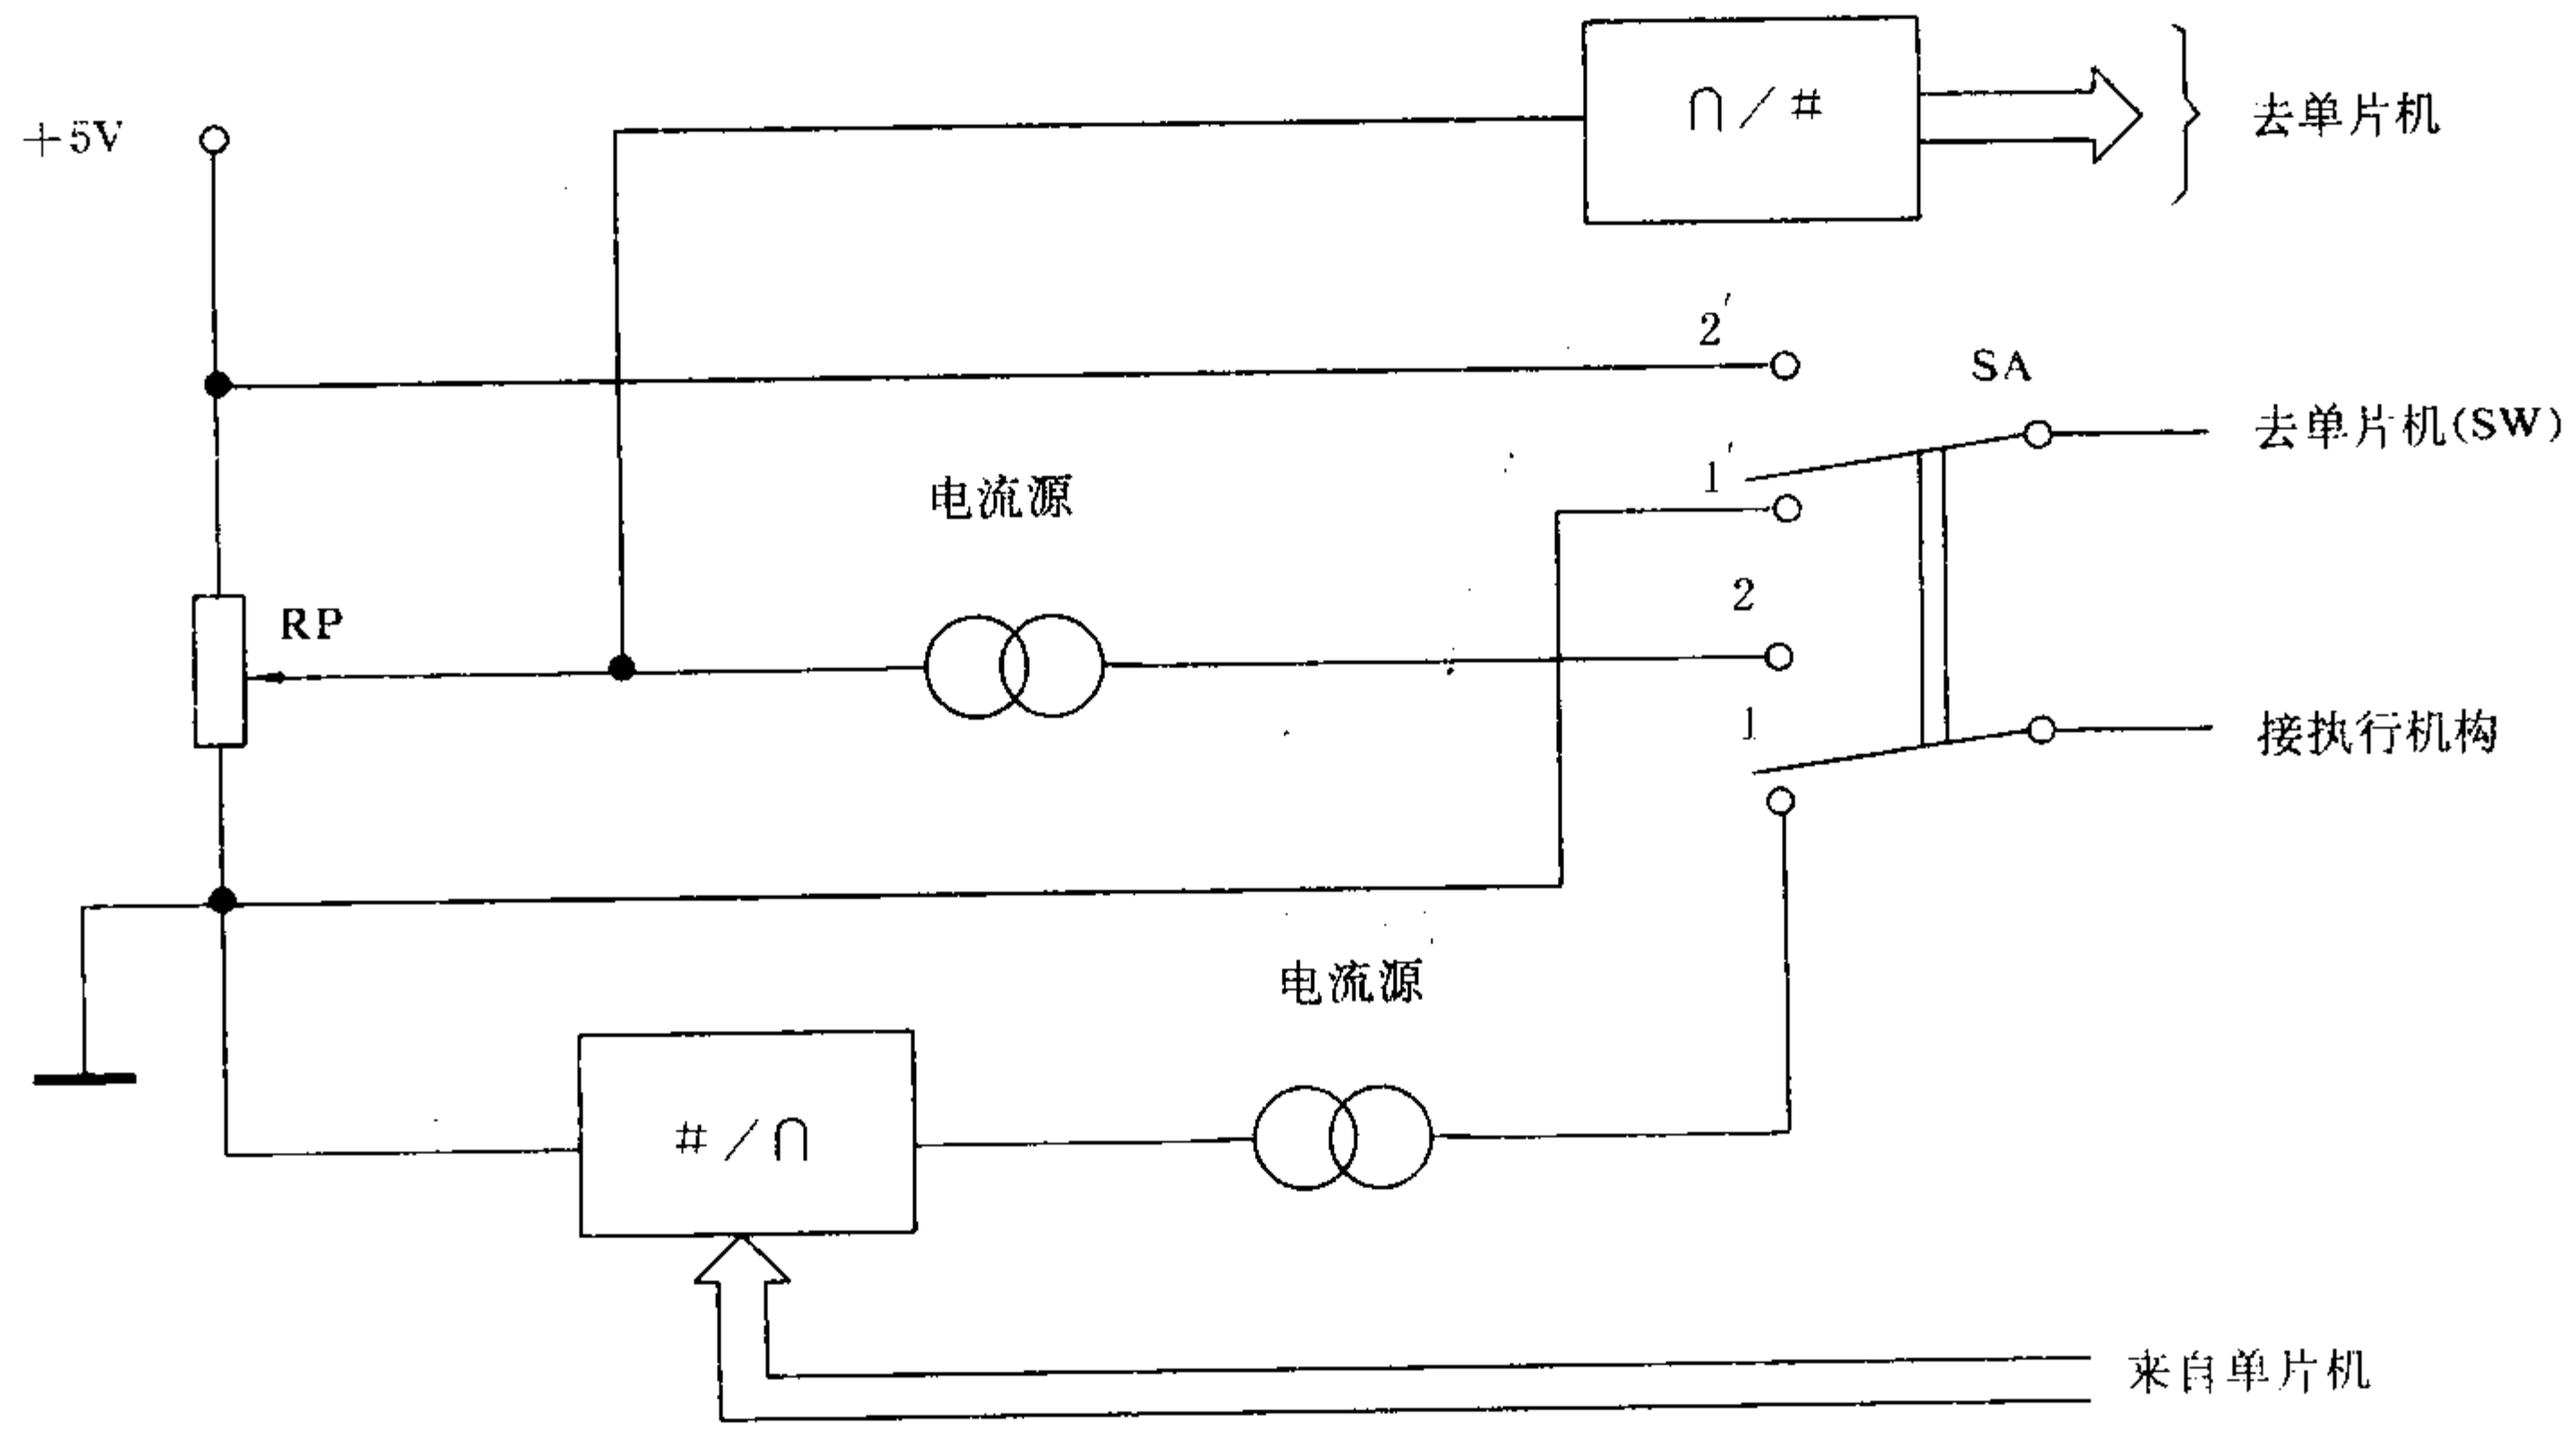 ∩/#
去单片机
+5V
2′
SA
去单片机(SW)
1′
电流源
2
RP
1
接执行机构
电流源
#/∩
来自单片机